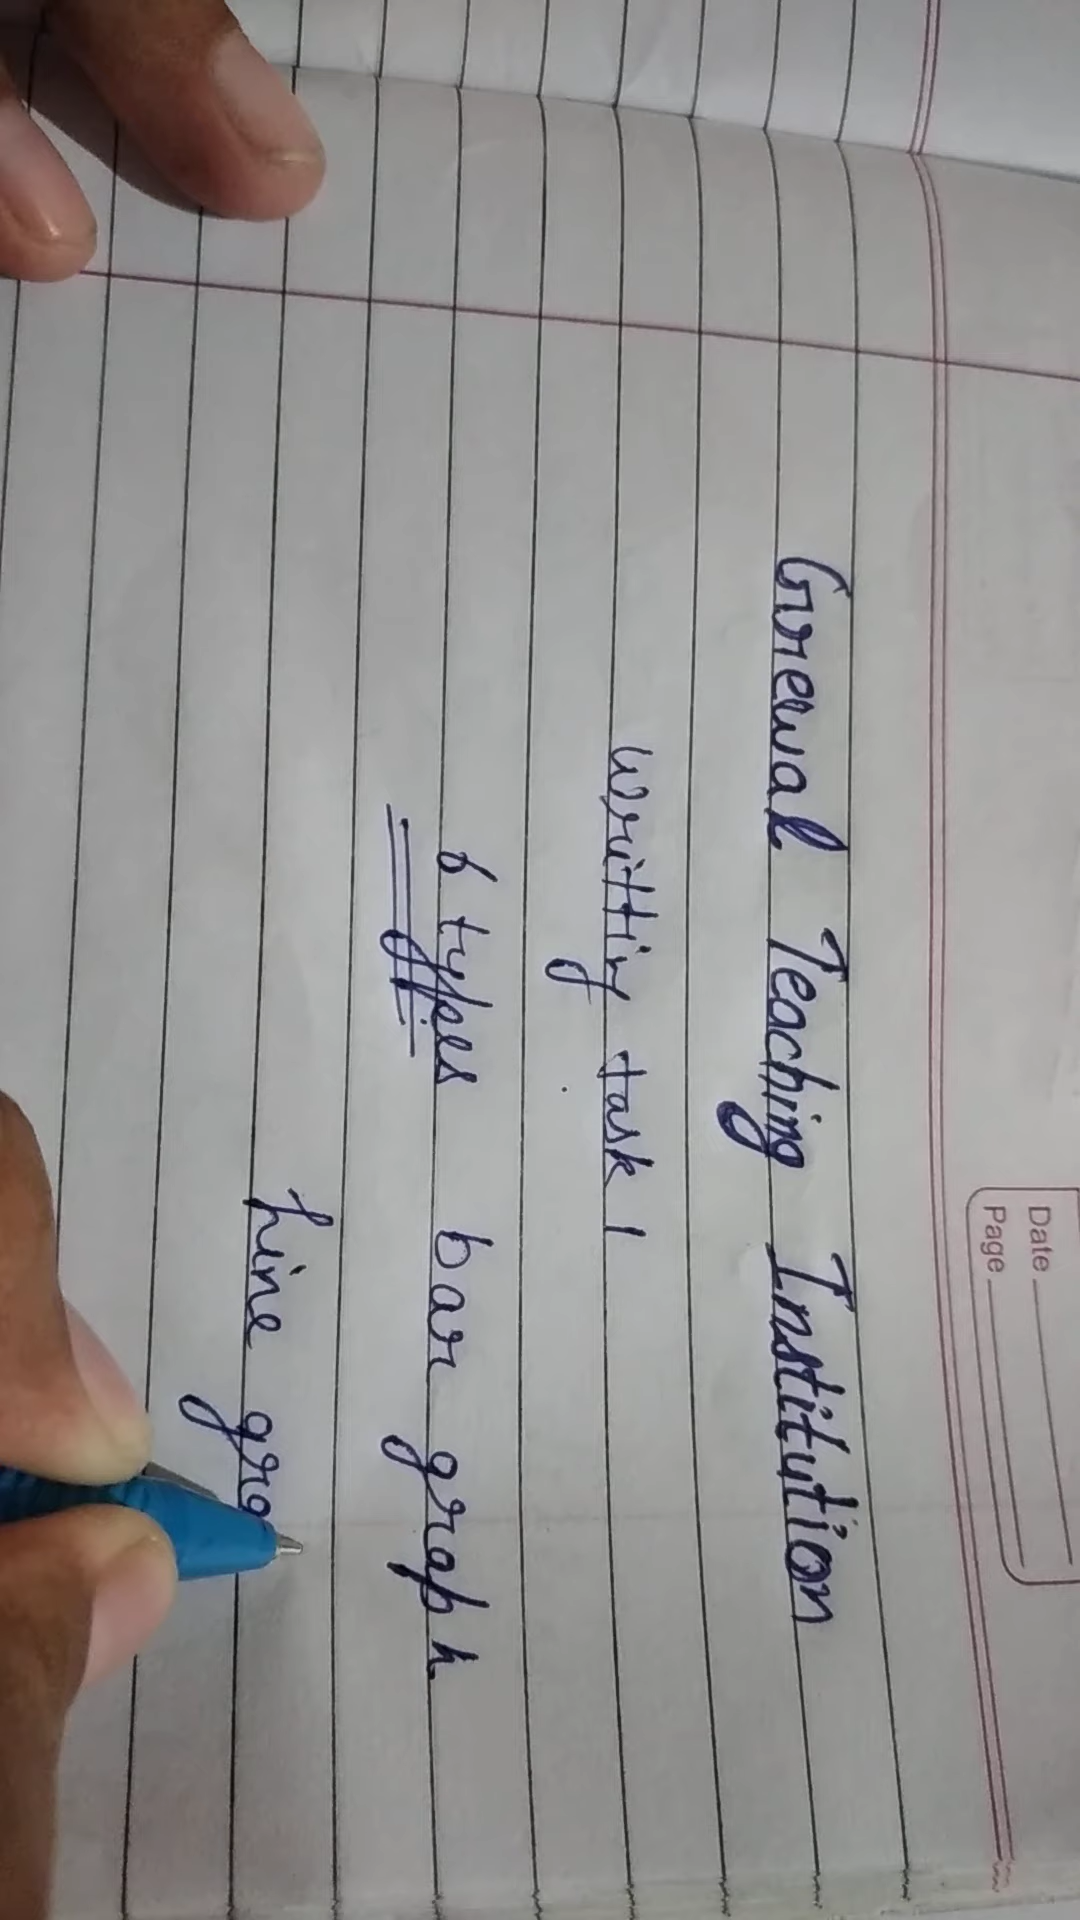 Date
Page
Grewal Teaching Institution
Writting task 1
6 types bar graph
Line gra